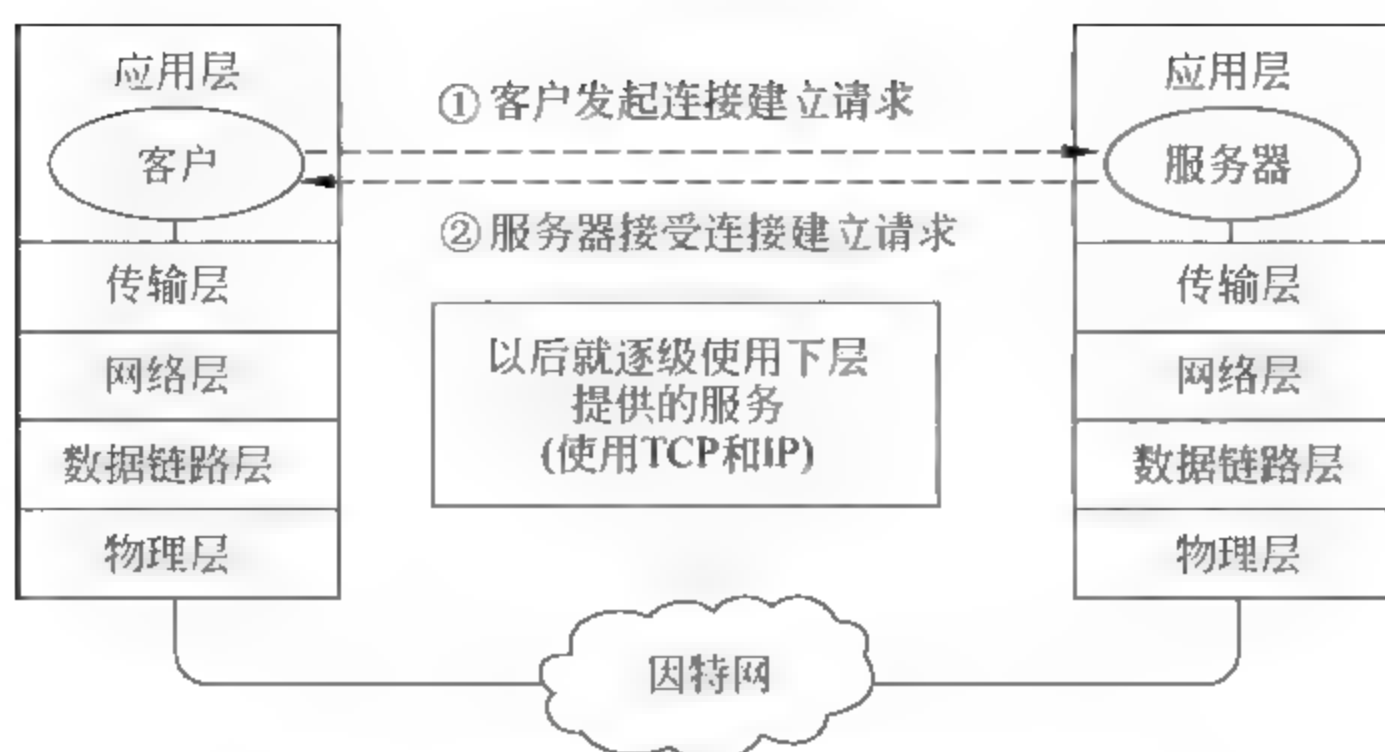 应用层
客户
传输层
网络层
数据链路层
物理层
①客户发起连接建立请求
②服务器接受连接建立请求
以后就逐级使用下层
提供的服务
(使用TCP和IP)
应用层
服务器
传输层
网络层
数据链路层
物理层
因特网